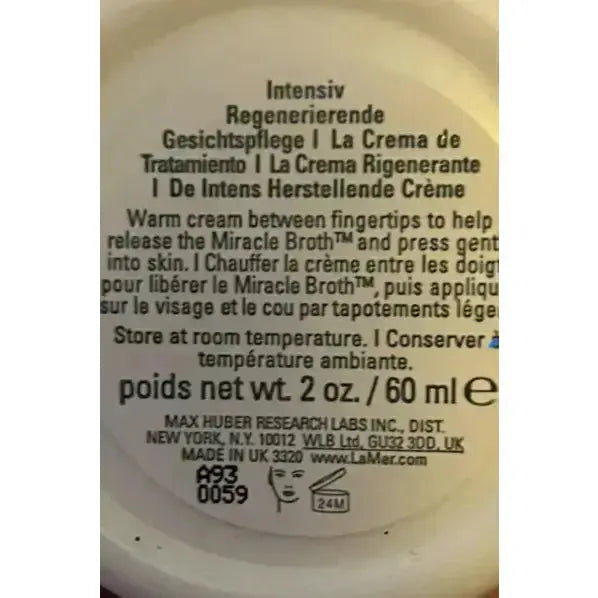 Intensiv
Regenerierende
Gesichtspflege I La Crema de
Tratamiento I La Crema Rigenerante
I De Intens Herstellende Crème
Warm cream between fingertips to help
release the Miracle Broth™ and press gent
into skin. I Chauffer la crème entre les doigt
pour libérer le Miracle Broth™, puis appliqu
sur le visage et le cou par tapotements lége
Store at room temperature. I Conserver à
température ambiante.
poids net wt. 2 oz. / 60 ml ℮
MAX HUBER RESEARCH LABS INC., DIST.
NEW YORK, N.Y. 10012 WLB Ltd, GU32 3DD, UK
MADE IN UK 3320 www.LaMer.com
A93
0059
24M